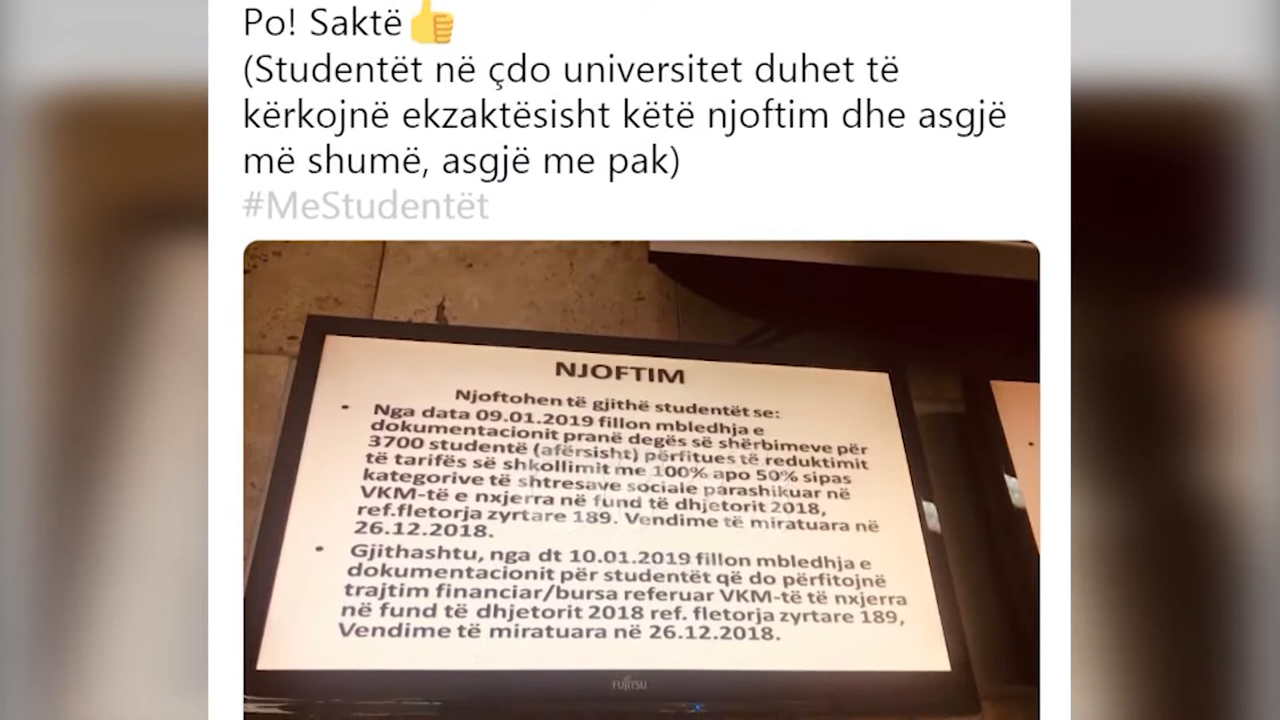 Po! Saktë👍
(Studentët në çdo universitet duhet të
kërkojnë ekzaktësisht këtë njoftim dhe asgjë
më shumë, asgjë me pak)
#MeStudentët
NJOFTIM
Njoftohen të gjithë studentët se:
• Nga data 09.01.2019 fillon mbledhja e
dokumentacionit pranë degës së shërbimeve për
3700 studentë (afërsisht) përfitues të reduktimit
të tarifës së shkollimit me 100% apo 50% sipas
kategorive të shtresave sociale parashikuar në
VKM-të e nxjerra në fund të dhjetorit 2018,
ref.fletorja zyrtare 189. Vendime të miratuara në
26.12.2018.
• Gjithashtu, nga dt 10.01.2019 fillon mbledhja e
dokumentacionit për studentët që do përfitojnë
trajtim financiar/bursa referuar VKM-të të nxjerra
në fund të dhjetorit 2018 ref. fletorja zyrtare 189,
Vendime të miratuara në 26.12.2018.
FUJITSU